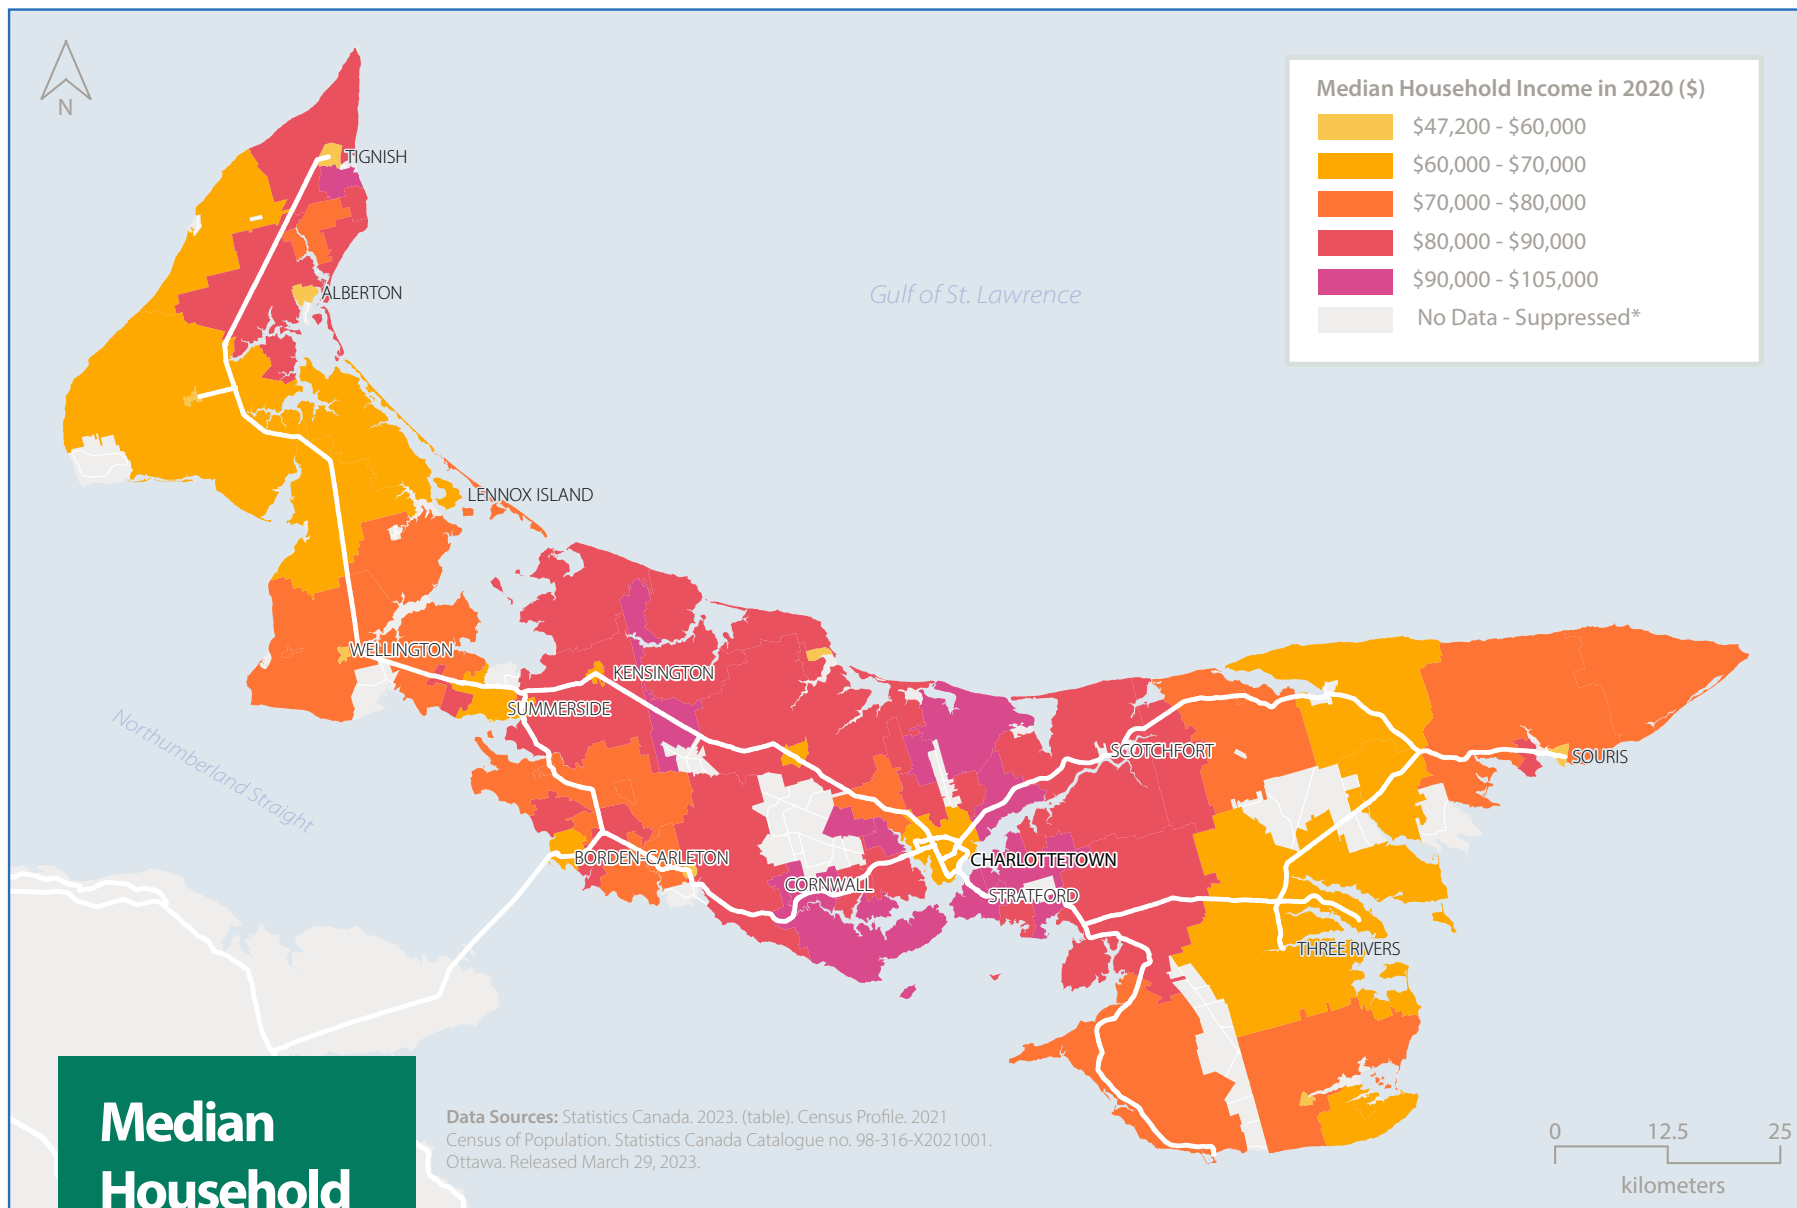 N
Median Household Income in 2020 ($)
$47,200 - $60,000
$60,000 - $70,000
$70,000 - $80,000
$80,000 - $90,000
$90,000 - $105,000
No Data - Suppressed*
TIGNISH
ALBERTON
Gulf of St. Lawrence
LENNOX ISLAND
WELLINGTON
KENSINGTON
SUMMERSIDE
Northumberland Straight
SCOTCHFORT
SOURIS
BORDEN-CARLETON
CHARLOTTETOWN
CORNWALL
STRATFORD
THREE RIVERS
Median
Household
Data Sources: Statistics Canada. 2023. (table). Census Profile. 2021
Census of Population. Statistics Canada Catalogue no. 98-316-X2021001.
Ottawa. Released March 29, 2023.
0 12.5 25
kilometers